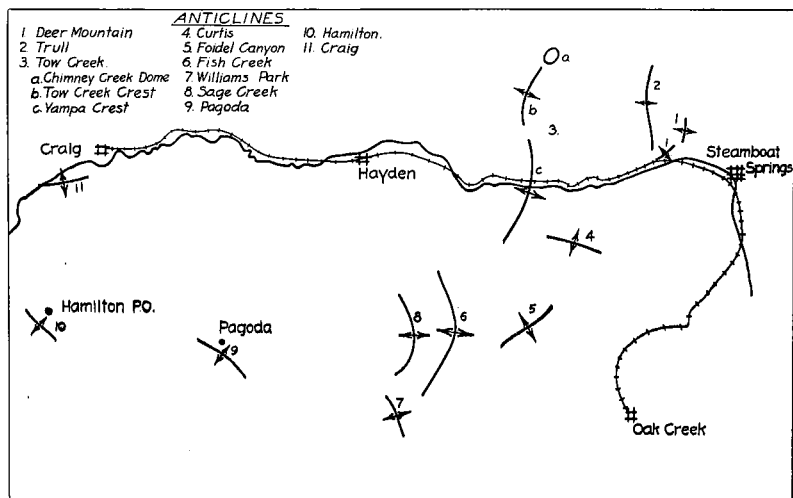 ANTICLINES
1 Deer Mountain
2 Trull
3. Tow Creek.
a. Chimney Creek Dome
b. Tow Creek Crest
c. Yampa Crest
4. Curtis
5. Foidel Canyon
6. Fish Creek
7. Williams Park
8. Sage Creek
9. Pagoda
10. Hamilton.
11. Craig
a
b
2
1
3.
1
Craig
Hayden
c
Steamboat
Springs
11
4
Hamilton P.O.
10
Pagoda
9
8
6
5
7
Oak Creek